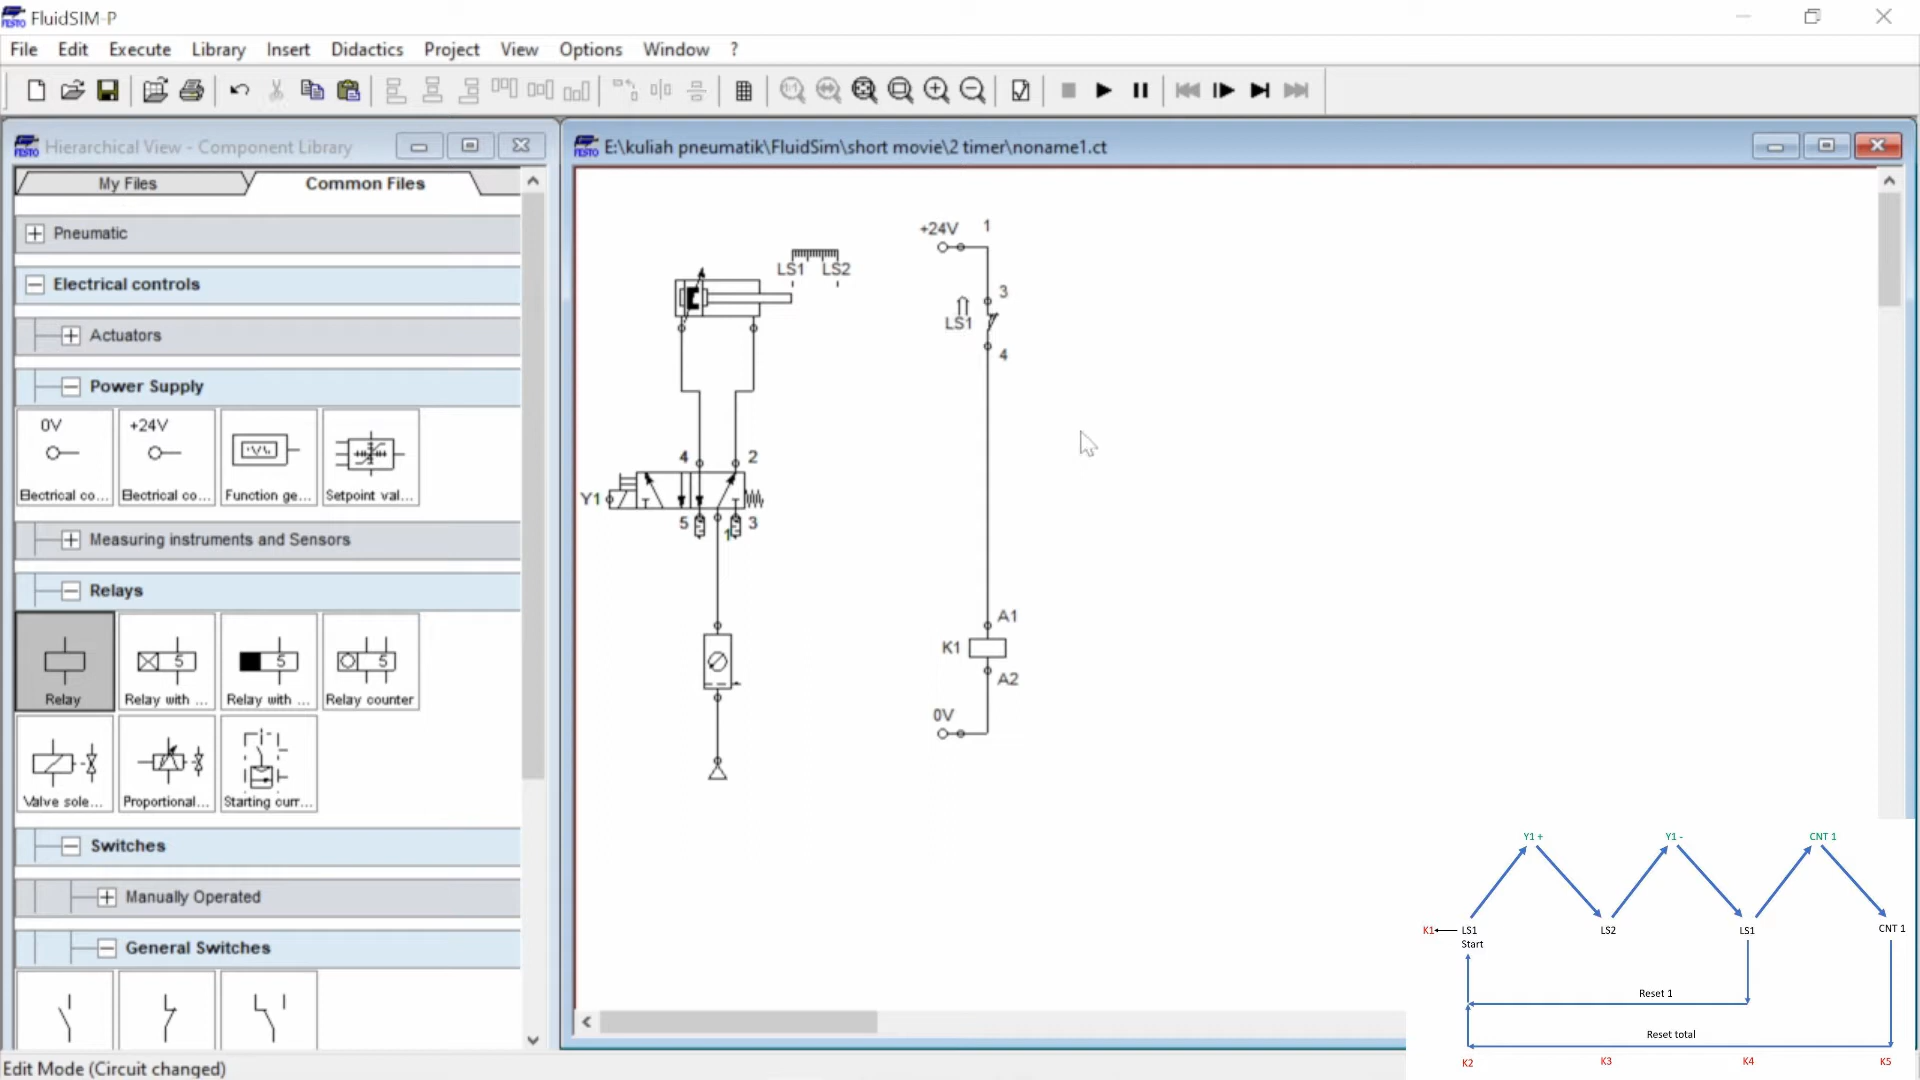 FluidSIM-P
File Edit Execute Library Insert Didactics Project View Options Window ?
Hierarchical View - Component Library
My Files
Common Files
Pneumatic
Electrical controls
Actuators
Power Supply
0V
+24V
Electrical co... Electrical co... Function ge... Setpoint val...
Measuring instruments and Sensors
Relays
5
5
5
Relay Relay with ... Relay with ... Relay counter
Valve sole... Proportional... Starting curr...
Switches
Manually Operated
General Switches
Edit Mode (Circuit changed)
E:\kuliah pneumatik\FluidSim\short movie\2 timer\noname1.ct
LS1 LS2
4 2
Y1
5 3
1
+24V 1
3
LS1
4
A1
K1
A2
0V
Y1 + Y1 - CNT 1
K1 LS1 LS2 LS1 CNT 1
Start
Reset 1
Reset total
K2 K3 K4 K5